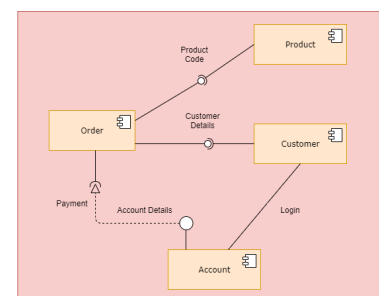 Product
Code
Product
Order
Customer
Details
Customer
Payment
Account Details
Login
Account